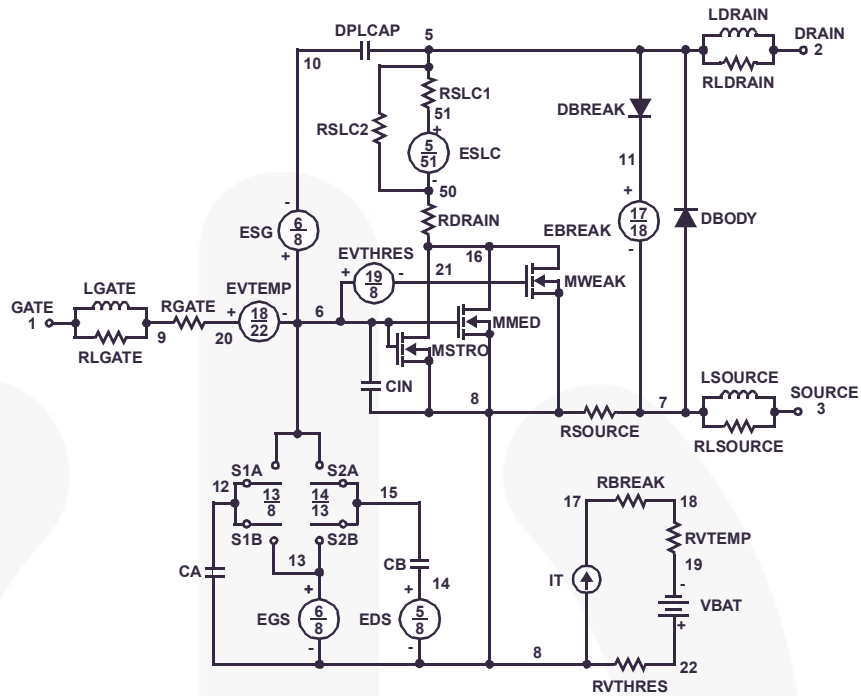 LDRAIN
DPLCAP
5
DRAIN
2
10
RLDRAIN
RSLC1
DBREAK
51
RSLC2
+
5
51
ESLC
11
-
50
-
+
17
18
6
8
ESG
RDRAIN
EBREAK
DBODY
+
EVTHRES
16
-
+
19
8
-
21
MWEAK
LGATE
EVTEMP
GATE
1
RGATE
+
18
22
-
6
MMED
9
20
MSTRO
RLGATE
LSOURCE
CIN
8
7
SOURCE
3
RSOURCE
RLSOURCE
S1A
S2A
12
13
8
14
13
15
RBREAK
17
18
S1B
S2B
RVTEMP
13
CB
19
CA
IT
-
14
+
+
VBAT
EGS
6
8
EDS
5
8
+
-
-
8
22
RVTHRES